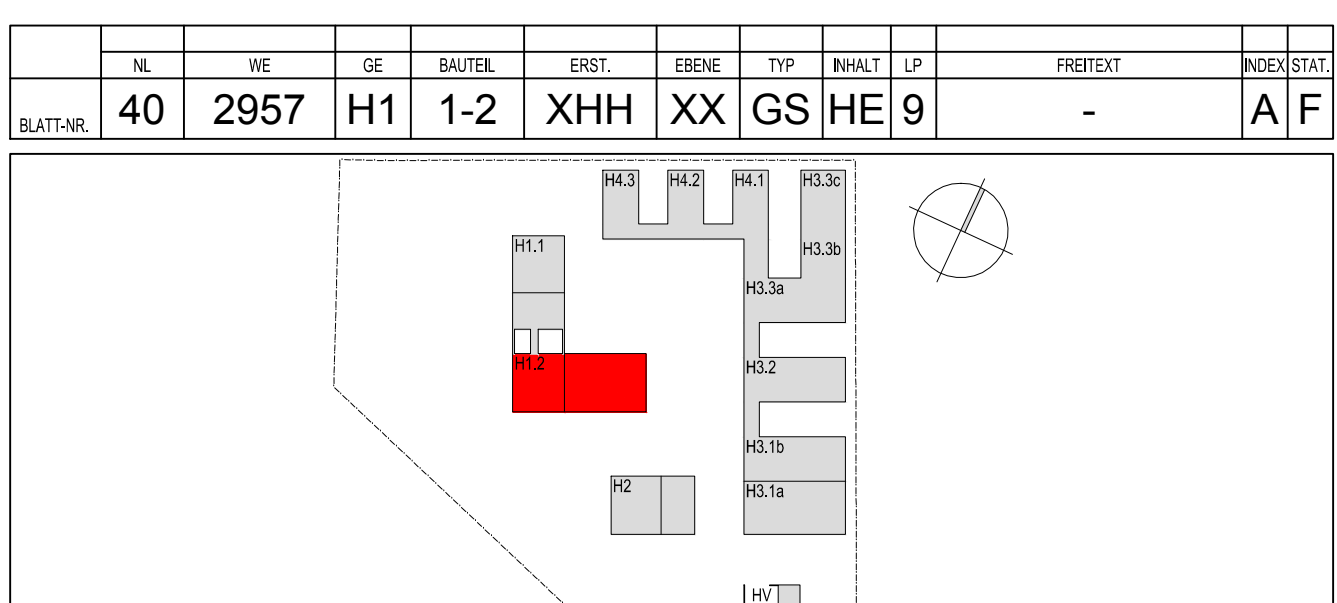 NL WE GE BAUTEIL ERST. EBENE TYP INHALT LP FREITEXT INDEX STAT.
BLATT-NR. 40 2957 H1 1-2 XHH XX GS HE 9 - A F
H4.3 H4.2 H4.1 H3.3c
H1.1 H3.3b
H3.3a
H1.2 H3.2
H3.1b
H2 H3.1a
HV